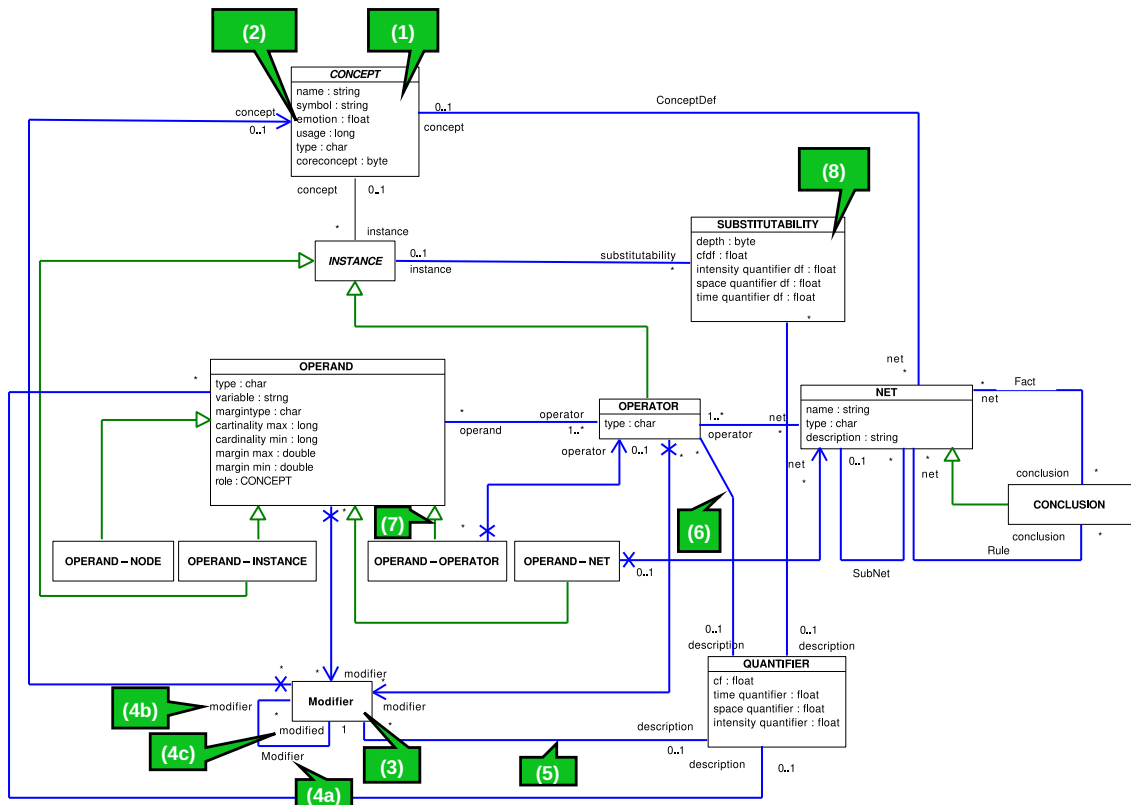 (2)
(1)
CONCEPT
name : string
symbol : string
emotion : float
usage : long
type : char
coreconcept : byte
concept
0..1
0..1
concept
ConceptDef
concept
0..1
(8)
*
instance
INSTANCE
0..1
instance
substitutability
*
SUBSTITUTABILITY
depth : byte
cfdf : float
intensity quantifier df : float
space quantifier df : float
time quantifier df : float
*
OPERAND
type : char
variable : strng
margintype : char
cartinality max : long
cardinality min : long
margin max : double
margin min : double
role : CONCEPT
*
*
operand
operator
1..*
OPERATOR
type : char
1..*
operator
net
*
net
*
NET
name : string
type : char
description : string
*
net
Fact
operator
0..1
*
*
*
*
(7)
(6)
net
*
0..1
*
*
net
conclusion
*
CONCLUSION
conclusion
*
Rule
SubNet
OPERAND–NODE
OPERAND–INSTANCE
OPERAND–OPERATOR
OPERAND–NET
0..1
0..1
description
0..1
description
QUANTIFIER
cf : float
time quantifier : float
space quantifier : float
intensity quantifier : float
*
*
modifier
*
modifier
Modifier
(4b)
modifier
*
modified
1
*
(4c)
Modifier
(4a)
(3)
(5)
description
0..1
description
0..1